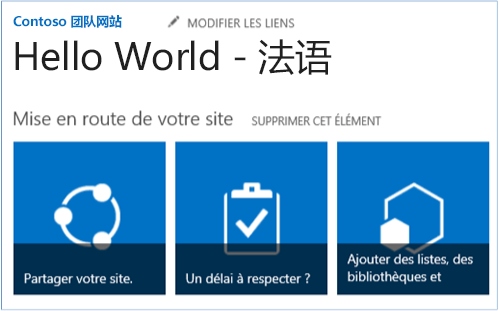 Contoso 团队网站 MODIFIER LES LIENS
Hello World - 法语
Mise en route de votre site SUPPRIMER CET ÉLÉMENT
Partager votre site.
Un délai à respecter ?
Ajouter des listes, des
bibliothèques et